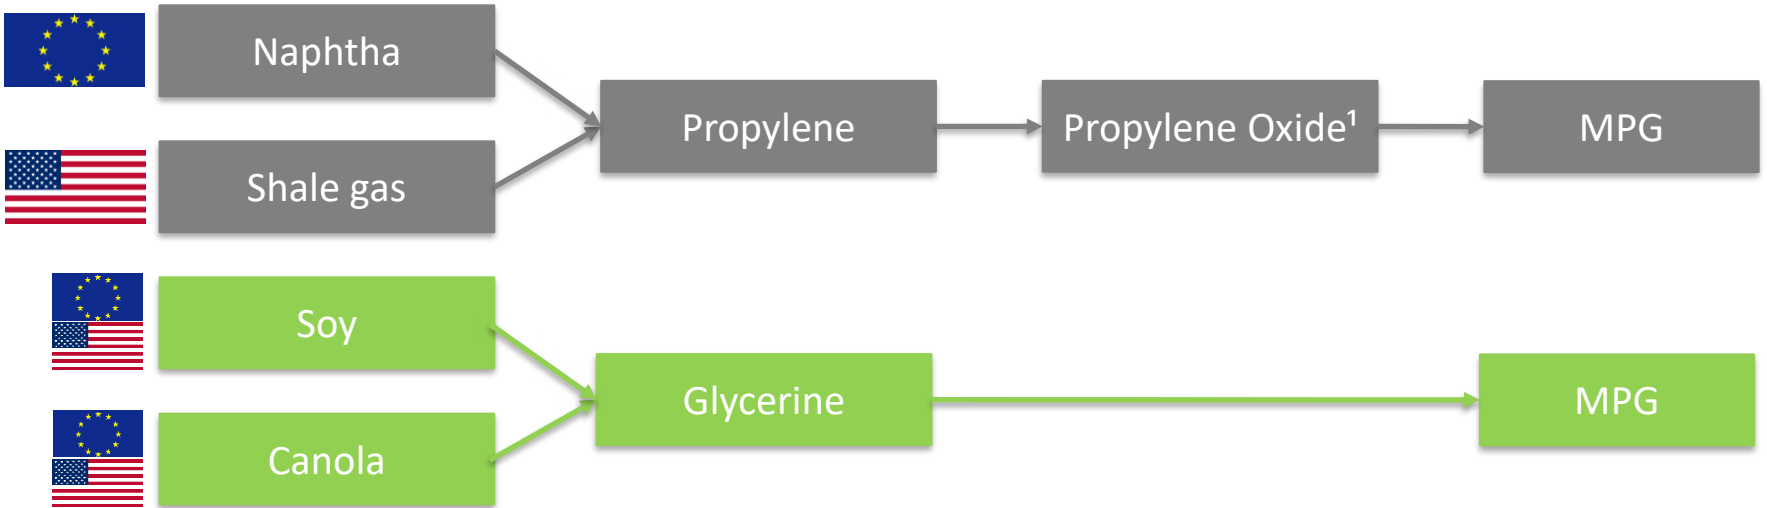 Naphtha
Propylene
Propylene Oxide¹
MPG
Shale gas
Soy
Glycerine
MPG
Canola